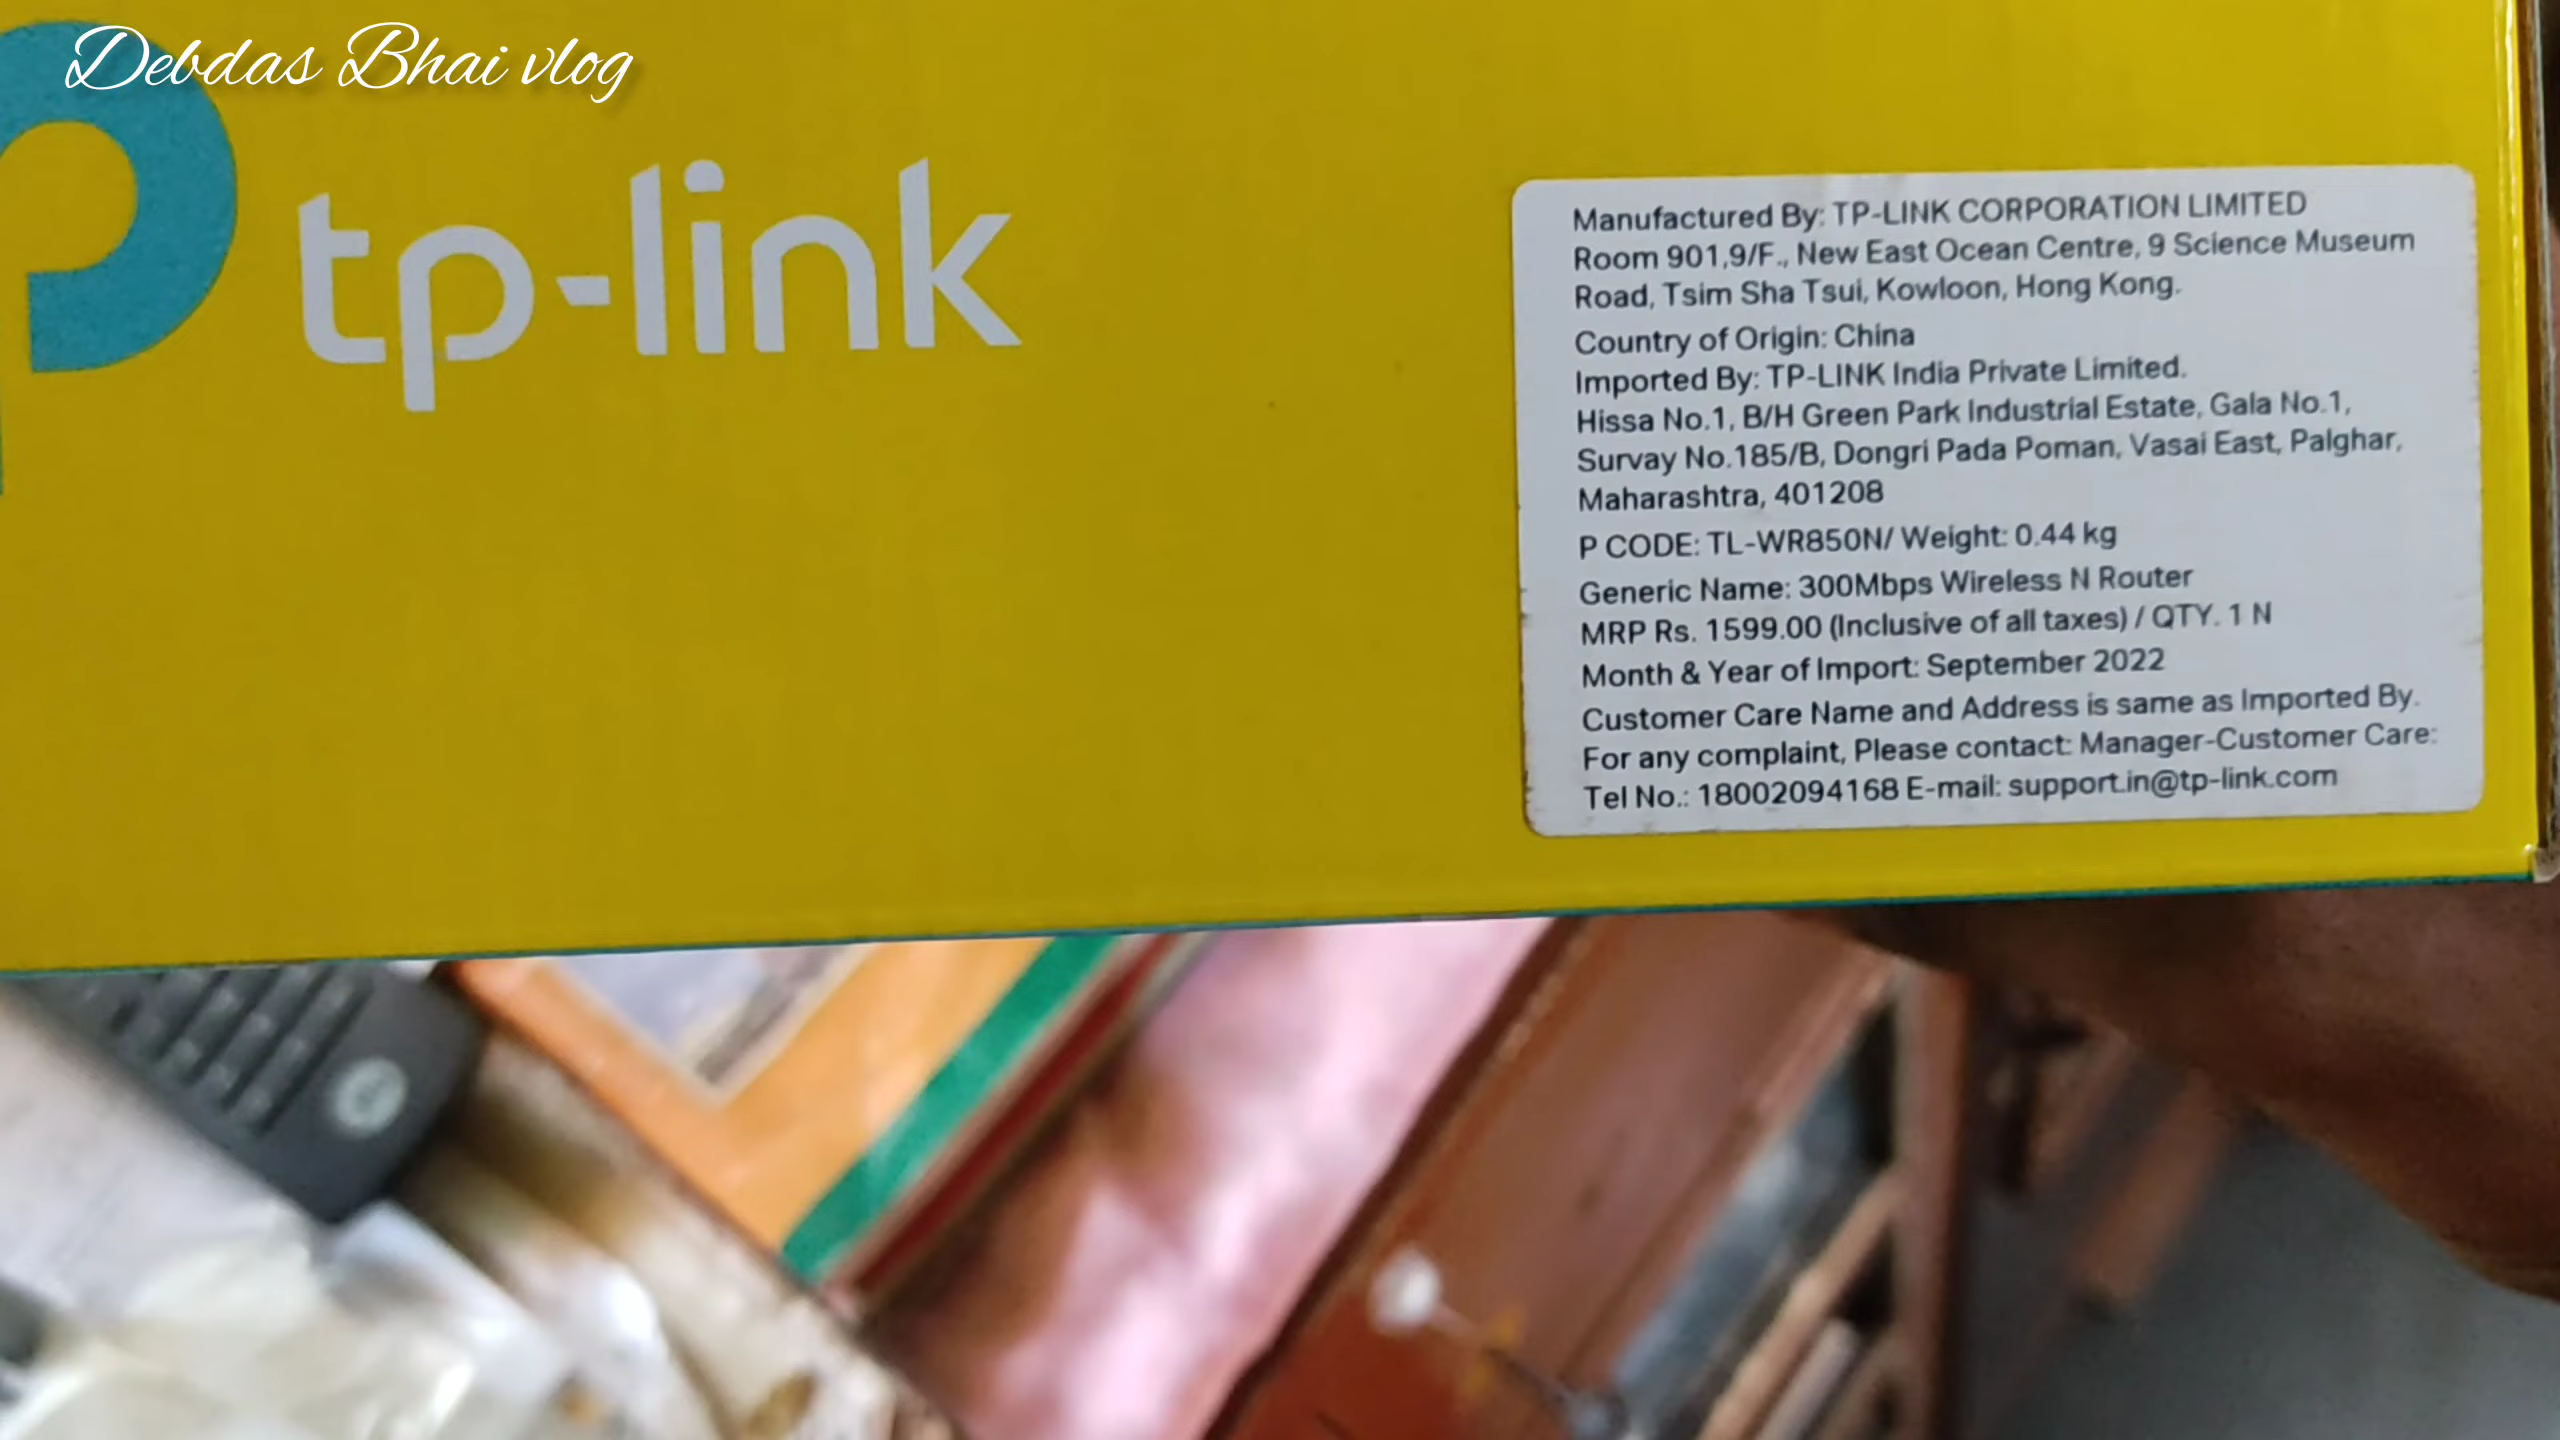 Debdas Bhai vlog
tp-link
Manufactured By: TP-LINK CORPORATION LIMITED
Room 901,9/F., New East Ocean Centre, 9 Science Museum
Road, Tsim Sha Tsui, Kowloon, Hong Kong.
Country of Origin: China
Imported By: TP-LINK India Private Limited.
Hissa No.1, B/H Green Park Industrial Estate, Gala No.1,
Survay No.185/B, Dongri Pada Poman, Vasai East, Palghar,
Maharashtra, 401208
P CODE: TL-WR850N/ Weight: 0.44 kg
Generic Name: 300Mbps Wireless N Router
MRP Rs. 1599.00 (Inclusive of all taxes) / QTY. 1 N
Month & Year of Import: September 2022
Customer Care Name and Address is same as Imported By.
For any complaint, Please contact: Manager-Customer Care:
Tel No.: 18002094168 E-mail: support.in@tp-link.com